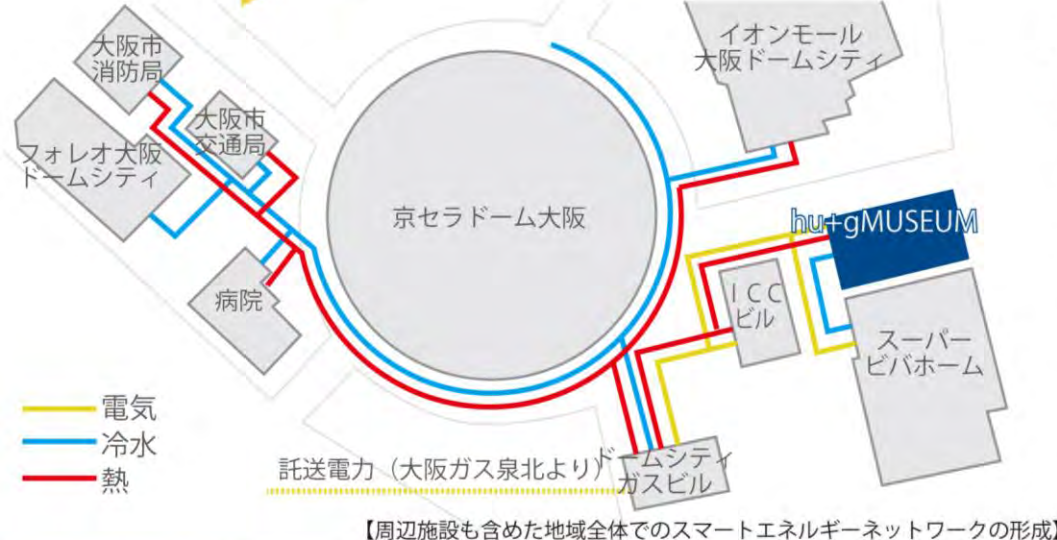 大阪市
消防局
大阪市
交通局
フォレオ大阪
ドームシティ
病院
京セラドーム大阪
イオンモール
大阪ドームシティ
hu+gMUSEUM
ＩＣＣ
ビル
スーパー
ビバホーム
ドームシティ
ガスビル
電気
冷水
熱
託送電力（大阪ガス泉北より）
【周辺施設も含めた地域全体でのスマートエネルギーネットワークの形成】